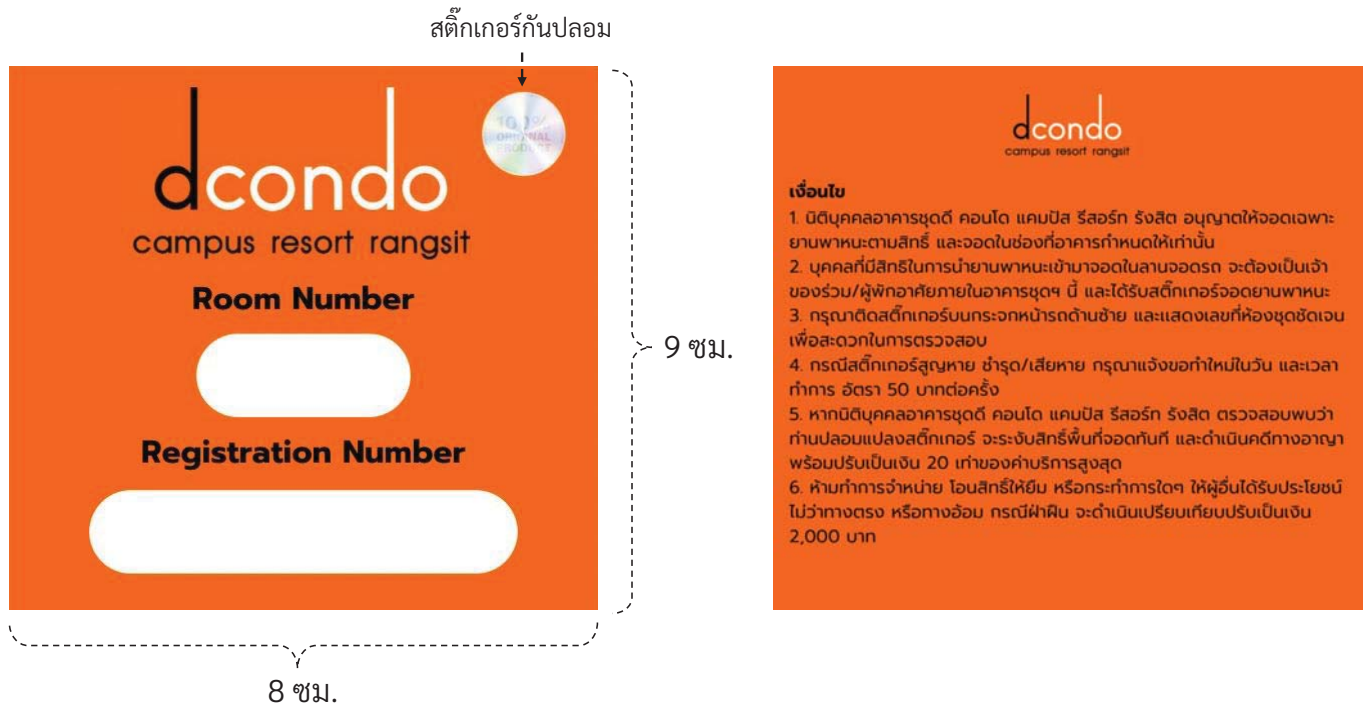 สติ๊กเกอร์กันปลอม
100%
ORIGINAL
PRODUCT
dcondo
campus resort rangsit
Room Number
Registration Number
9 ซม.
8 ซม.
dcondo
campus resort rangsit
เงื่อนไข
1. นิติบุคคลอาคารชุดดี คอนโด แคมปัส รีสอร์ท รังสิต อนุญาตให้จอดเฉพาะ
ยานพาหนะตามสิทธิ์ และจอดในช่องที่อาคารกำหนดให้เท่านั้น
2. บุคคลที่มีสิทธิในการนำยานพาหนะเข้ามาจอดในลานจอดรถ จะต้องเป็นเจ้า
ของร่วม/ผู้พักอาศัยภายในอาคารชุดฯ นี้ และได้รับสติ๊กเกอร์จอดยานพาหนะ
3. กรุณาติดสติ๊กเกอร์บนกระจกหน้ารถด้านซ้าย และแสดงเลขที่ห้องชุดชัดเจน
เพื่อสะดวกในการตรวจสอบ
4. กรณีสติ๊กเกอร์สูญหาย ชำรุด/เสียหาย กรุณาแจ้งขอทำใหม่ในวัน และเวลา
ทำการ อัตรา 50 บาทต่อครั้ง
5. หากนิติบุคคลอาคารชุดดี คอนโด แคมปัส รีสอร์ท รังสิต ตรวจสอบพบว่า
ท่านปลอมแปลงสติ๊กเกอร์ จะระงับสิทธิ์พื้นที่จอดทันที และดำเนินคดีทางอาญา
พร้อมปรับเป็นเงิน 20 เท่าของค่าบริการสูงสุด
6. ห้ามทำการจำหน่าย โอนสิทธิ์ให้ยืม หรือกระทำการใดๆ ให้ผู้อื่นได้รับประโยชน์
ไม่ว่าทางตรง หรือทางอ้อม กรณีฝ่าฝืน จะดำเนินเปรียบเทียบปรับเป็นเงิน
2,000 บาท